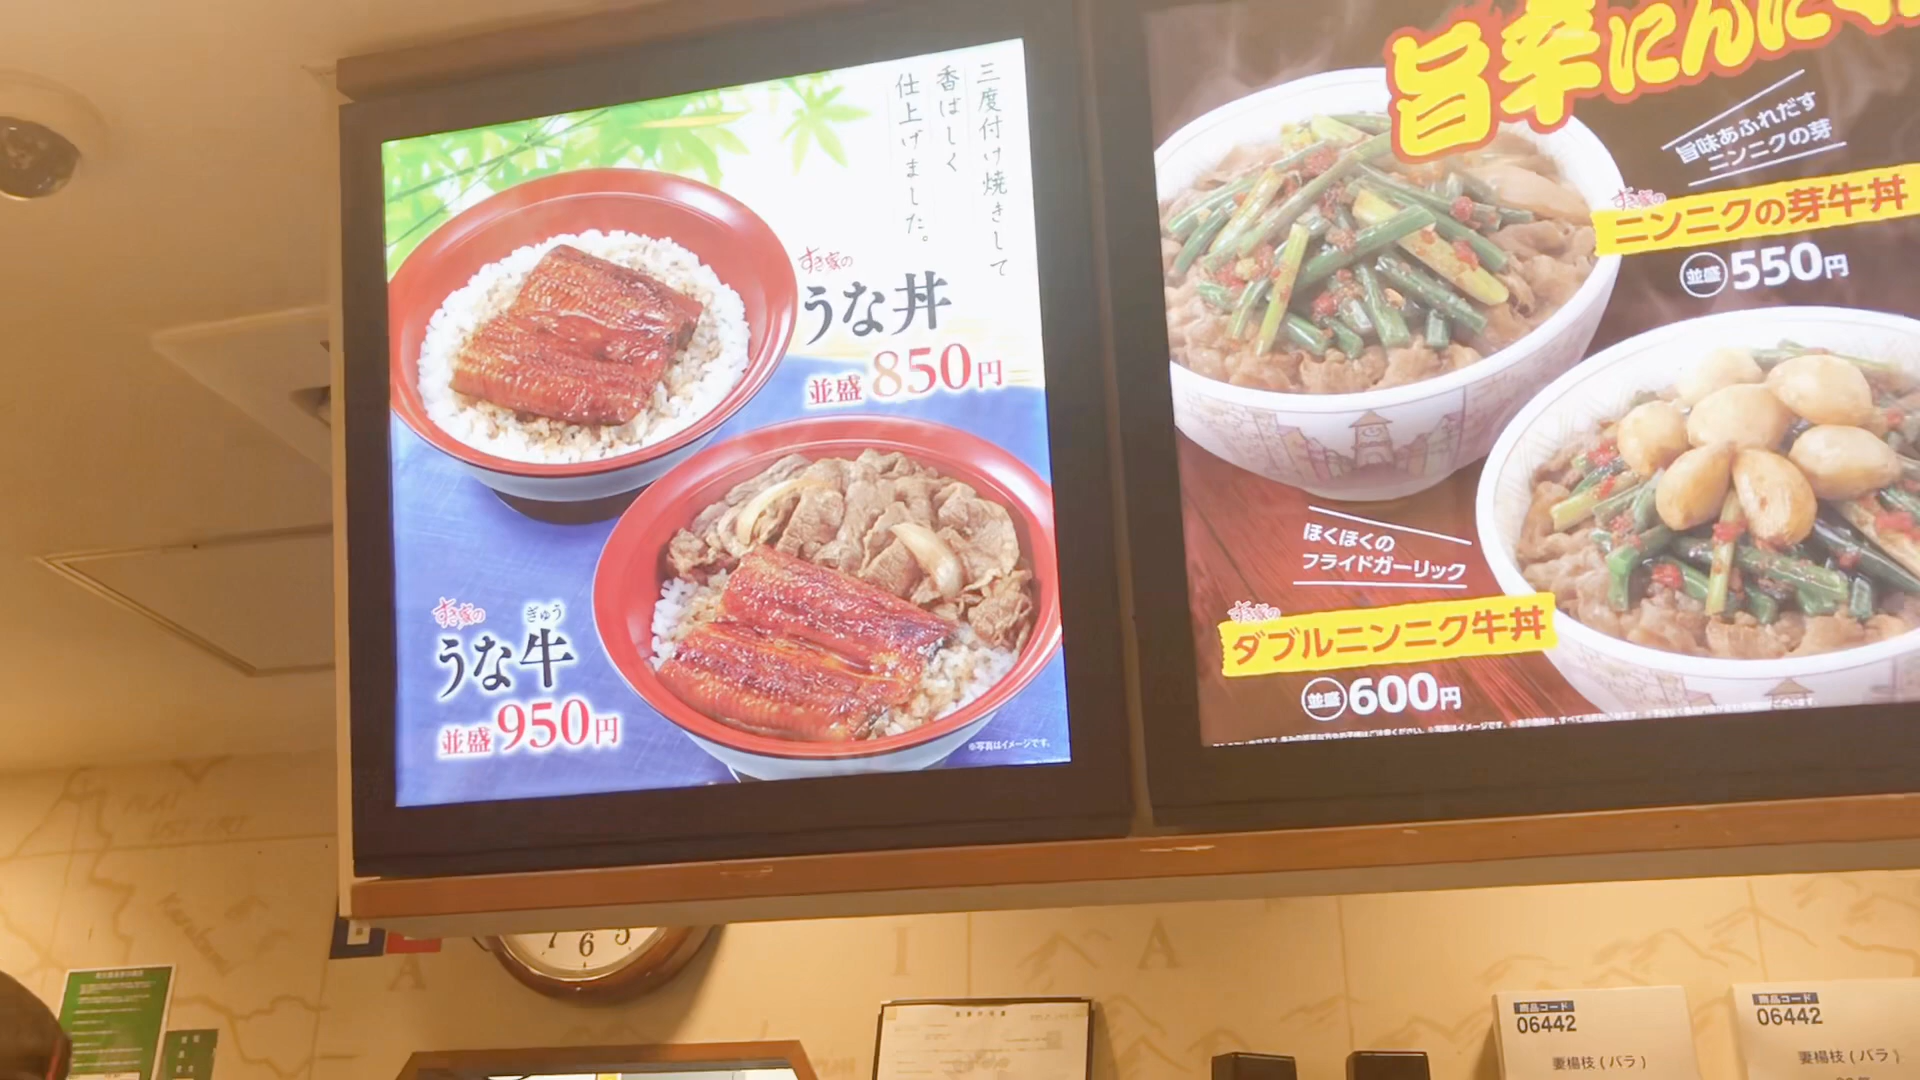 三度付け焼きして
香ばしく
仕上げました。
すき家の
うな丼
並盛 850円
すき家の
ぎゅう
うな牛
並盛 950円
※写真はイメージです。
旨辛にんにく
旨味あふれだす
ニンニクの芽
すき家の
ニンニクの芽牛丼
並盛 550円
ほくほくの
フライドガーリック
すき家の
ダブルニンニク牛丼
並盛 600円
7 6 5
I A
A
商品コード
06442
妻楊枝(バラ)
商品コード
06442
妻楊枝(バラ)